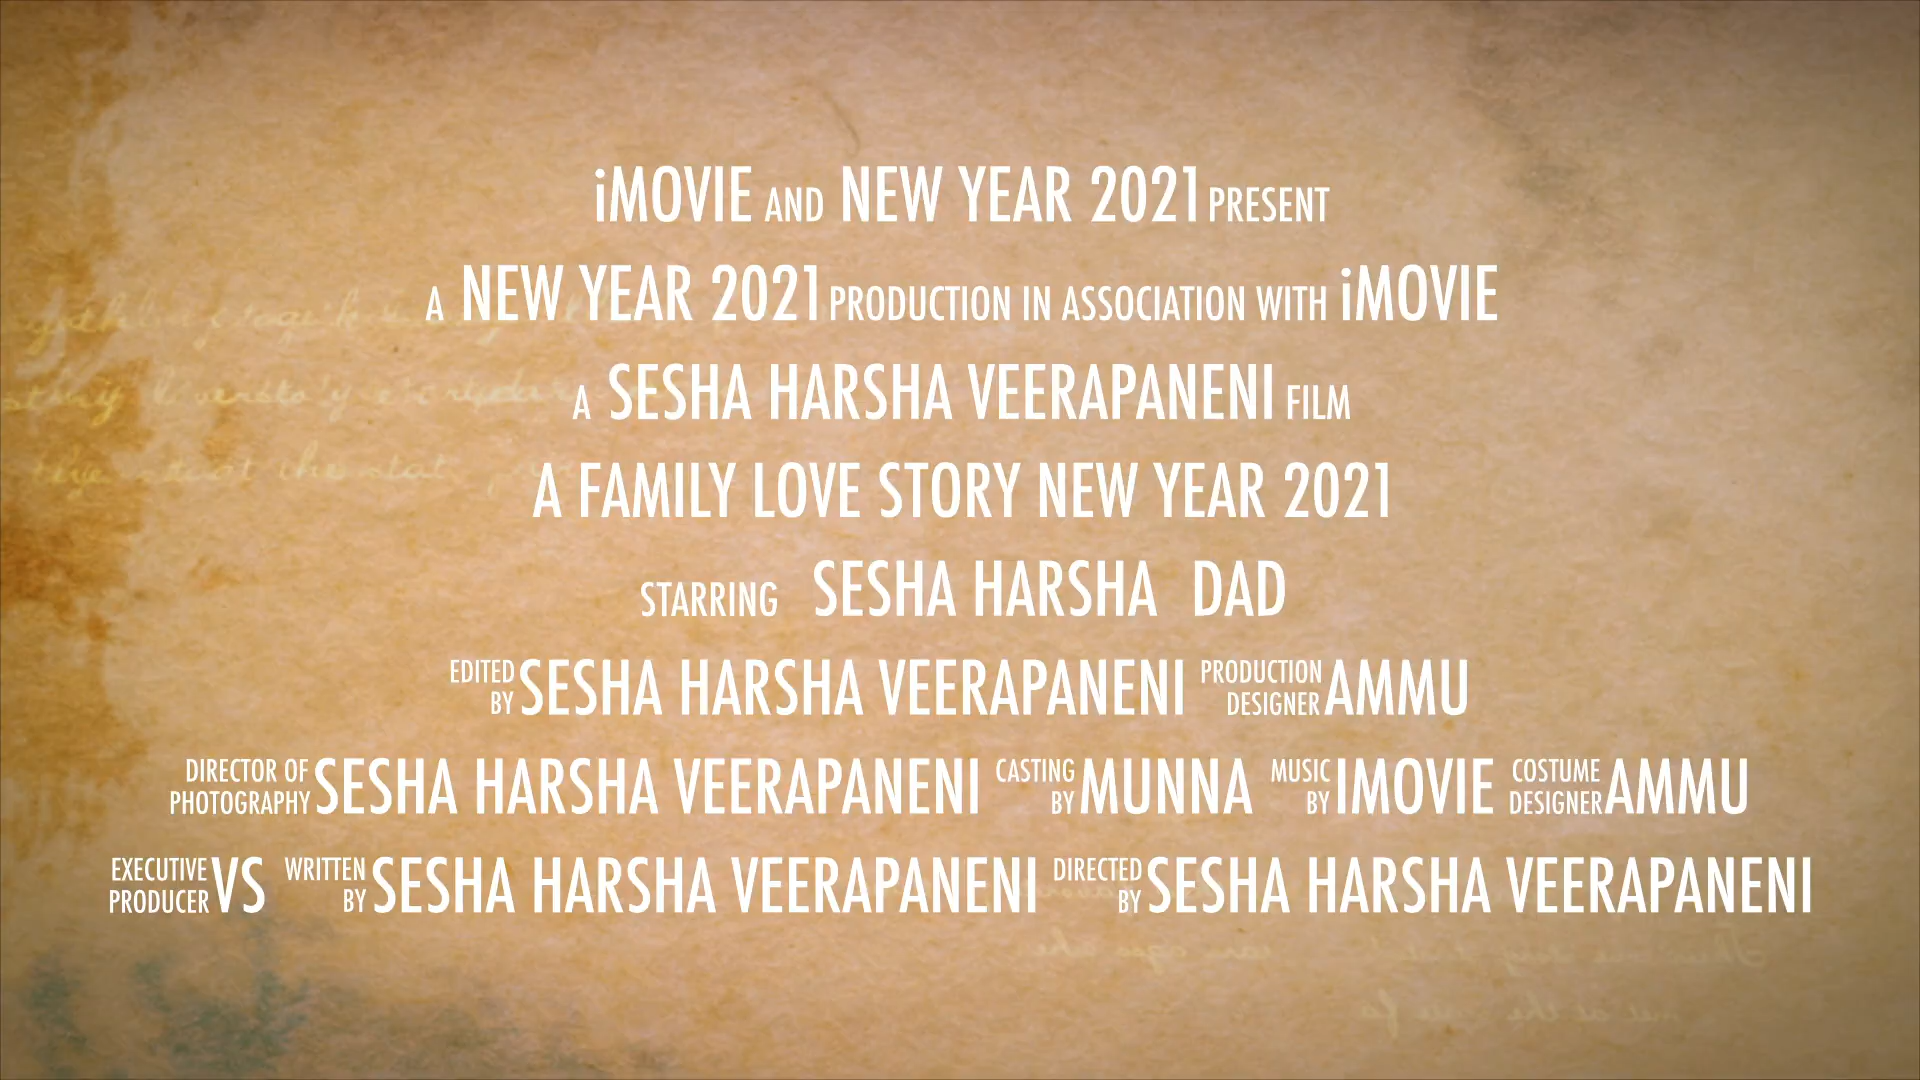 iMOVIE AND NEW YEAR 2021 PRESENT
A NEW YEAR 2021 PRODUCTION IN ASSOCIATION WITH iMOVIE
A SESHA HARSHA VEERAPANENI FILM
A FAMILY LOVE STORY NEW YEAR 2021
STARRING SESHA HARSHA DAD
EDITED BY SESHA HARSHA VEERAPANENI PRODUCTION DESIGNER AMMU
DIRECTOR OF PHOTOGRAPHY SESHA HARSHA VEERAPANENI CASTING BY MUNNA MUSIC BY IMOVIE COSTUME DESIGNER AMMU
EXECUTIVE PRODUCER VS WRITTEN BY SESHA HARSHA VEERAPANENI DIRECTED BY SESHA HARSHA VEERAPANENI